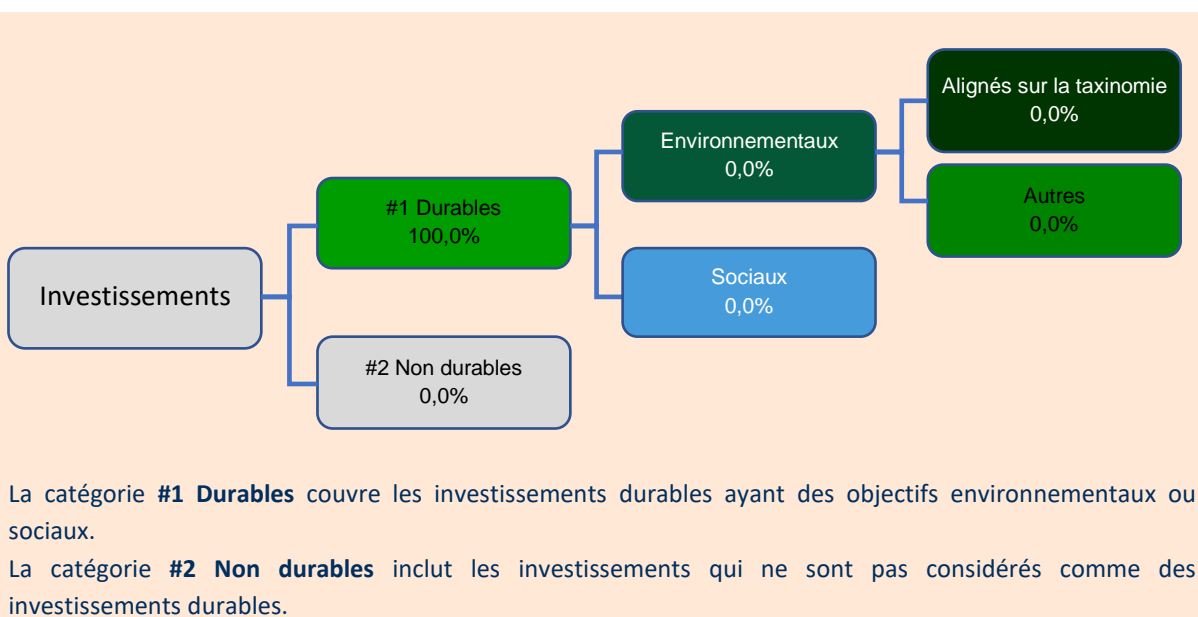 Investissements
#1 Durables
100,0%
#2 Non durables
0,0%
Environnementaux
0,0%
Sociaux
0,0%
Alignés sur la taxinomie
0,0%
Autres
0,0%
La catégorie #1 Durables couvre les investissements durables ayant des objectifs environnementaux ou
sociaux.
La catégorie #2 Non durables inclut les investissements qui ne sont pas considérés comme des
investissements durables.